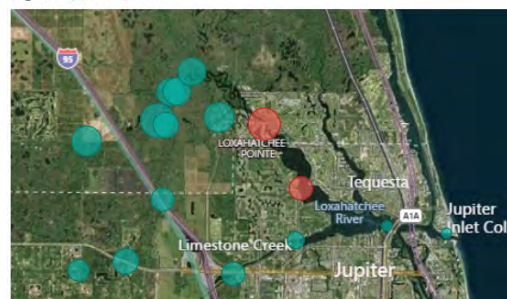 95
LOXAHATCHEE
POINTE
Tequesta
Loxahatchee
River
A1A
Jupiter
Inlet Col
Limestone Creek
Jupiter